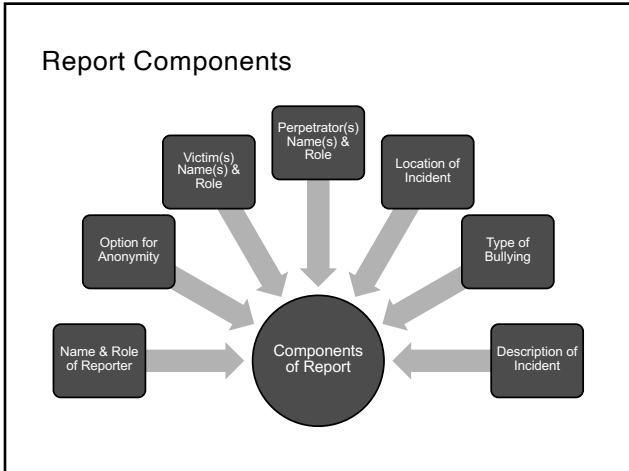 Report Components
Name & Role
of Reporter
Option for
Anonymity
Victim(s)
Name(s) &
Role
Perpetrator(s)
Name(s) &
Role
Location of
Incident
Type of
Bullying
Description of
Incident
Components
of Report